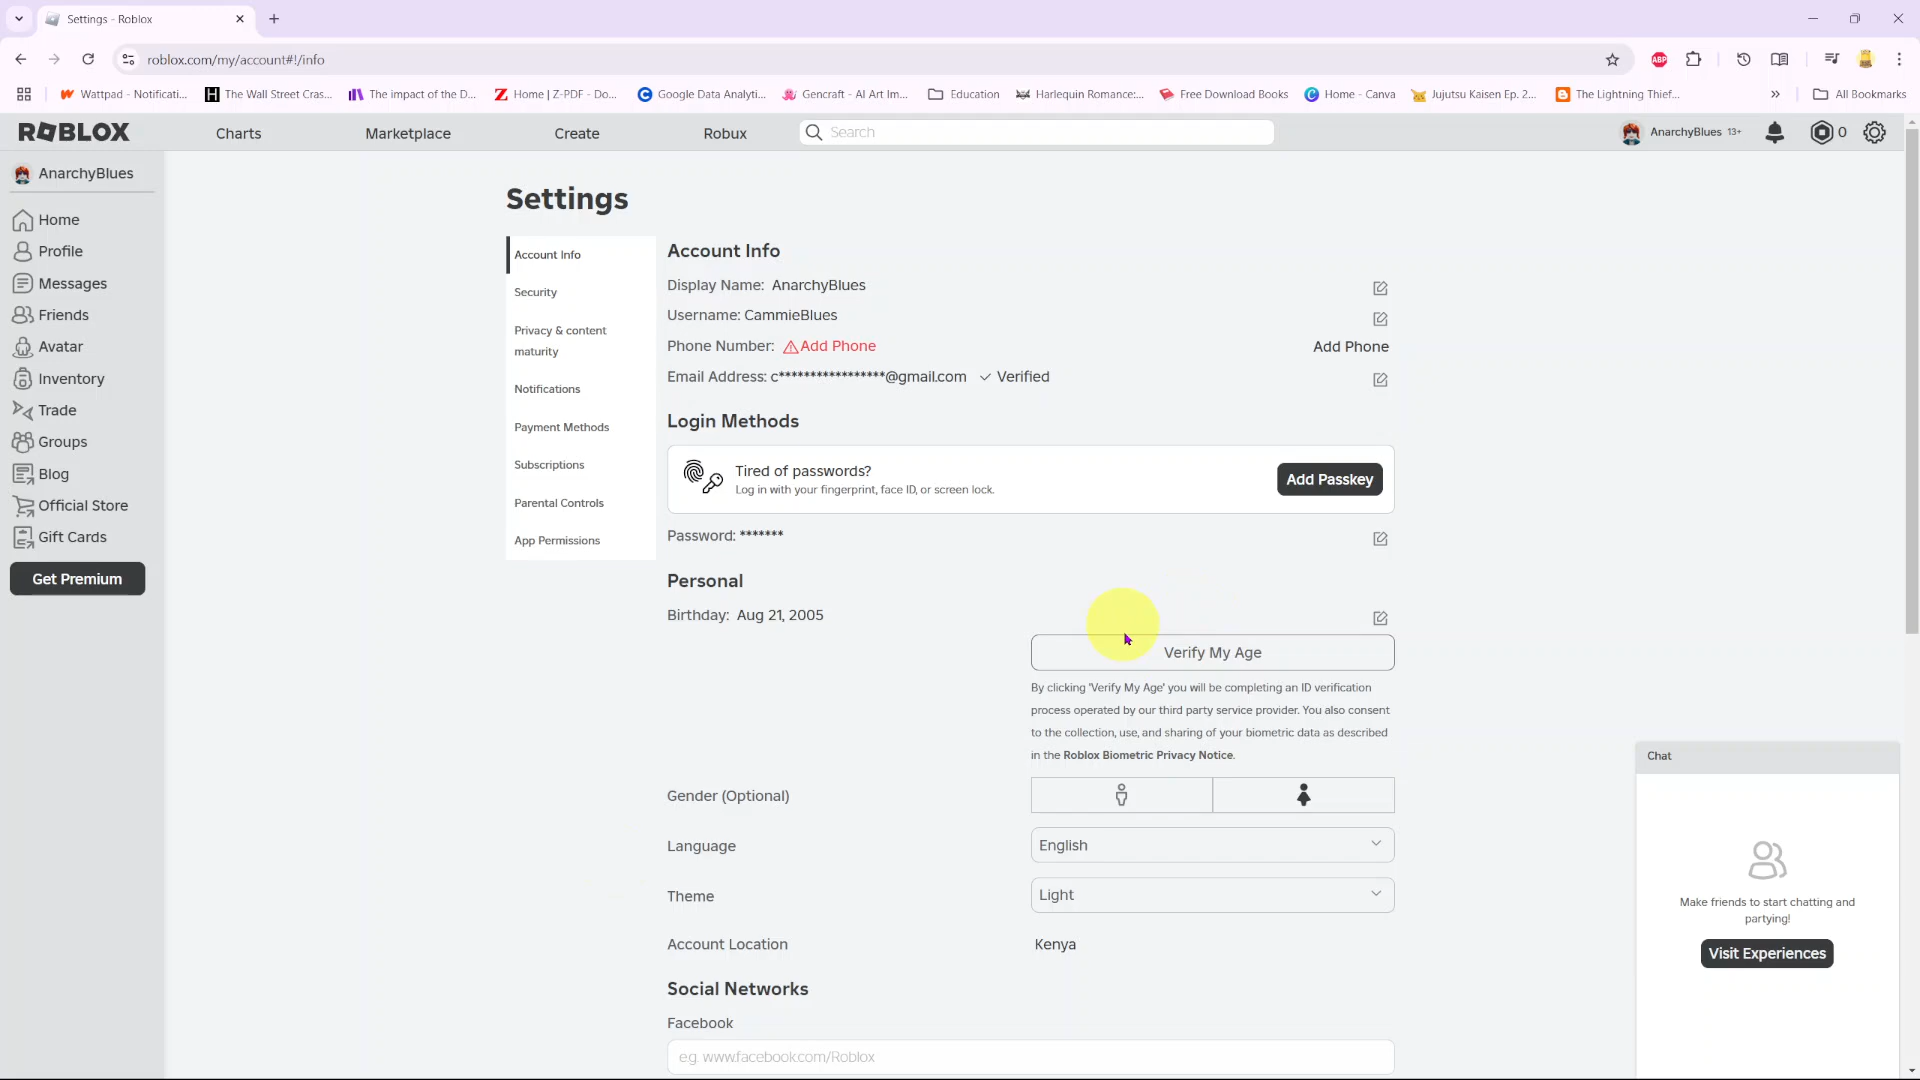 Settings - Roblox
roblox.com/my/account#!/info
ABP
Wattpad - Notificati...
The Wall Street Cras...
The impact of the D...
Home | Z-PDF - Do...
Google Data Analyti...
Gencraft - AI Art Im...
Education
Harlequin Romance:...
Free Download Books
Home - Canva
Jujutsu Kaisen Ep. 2...
The Lightning Thief...
All Bookmarks
ROBLOX
Charts
Marketplace
Create
Robux
Search
AnarchyBlues 13+
0
AnarchyBlues
Home
Profile
Messages
Friends
Avatar
Inventory
Trade
Groups
Blog
Official Store
Gift Cards
Get Premium
Settings
Account Info
Security
Privacy & content
maturity
Notifications
Payment Methods
Subscriptions
Parental Controls
App Permissions
Account Info
Display Name: AnarchyBlues
Username: CammieBlues
Phone Number: Add Phone
Add Phone
Email Address: c*****************@gmail.com Verified
Login Methods
Tired of passwords?
Log in with your fingerprint, face ID, or screen lock.
Add Passkey
Password: *******
Personal
Birthday: Aug 21, 2005
Verify My Age
By clicking 'Verify My Age' you will be completing an ID verification
process operated by our third party service provider. You also consent
to the collection, use, and sharing of your biometric data as described
in the Roblox Biometric Privacy Notice.
Gender (Optional)
Language
English
Theme
Light
Account Location
Kenya
Social Networks
Facebook
e.g. www.facebook.com/Roblox
Chat
Make friends to start chatting and
partying!
Visit Experiences